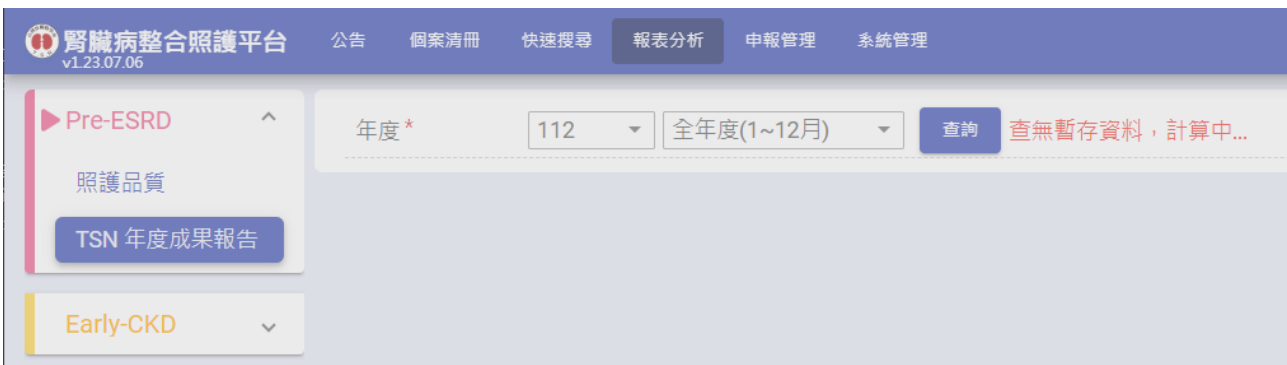 腎臟病整合照護平台 公告 個案清冊 快速搜尋 報表分析 申報管理 系統管理
v1.23.07.06
Pre-ESRD
照護品質
TSN 年度成果報告
Early-CKD
年度* 112 全年度(1~12月) 查詢 查無暫存資料，計算中...